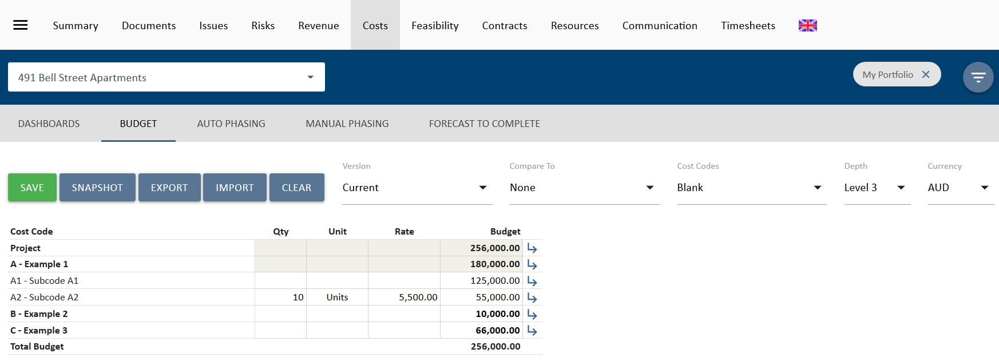 Summary Documents Issues Risks Revenue Costs Feasibility Contracts Resources Communication Timesheets
491 Bell Street Apartments
My Portfolio
DASHBOARDS BUDGET AUTO PHASING MANUAL PHASING FORECAST TO COMPLETE
Version Compare To Cost Codes Depth Currency
SAVE SNAPSHOT EXPORT IMPORT CLEAR Current None Blank Level 3 AUD
Cost Code Qty Unit Rate Budget
Project 256,000.00
A - Example 1 180,000.00
A1 - Subcode A1 125,000.00
A2 - Subcode A2 10 Units 5,500.00 55,000.00
B - Example 2 10,000.00
C - Example 3 66,000.00
Total Budget 256,000.00